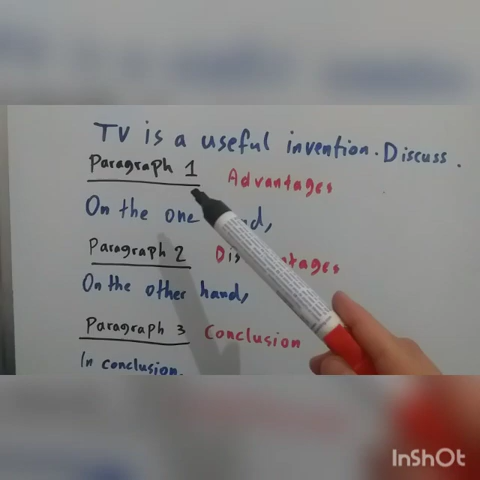 TV is a useful invention. Discuss.
Paragraph 1 Advantages
On the one
Paragraph 2
On the other hand,
Paragraph 3 Conclusion
In conclusion,
InShOt